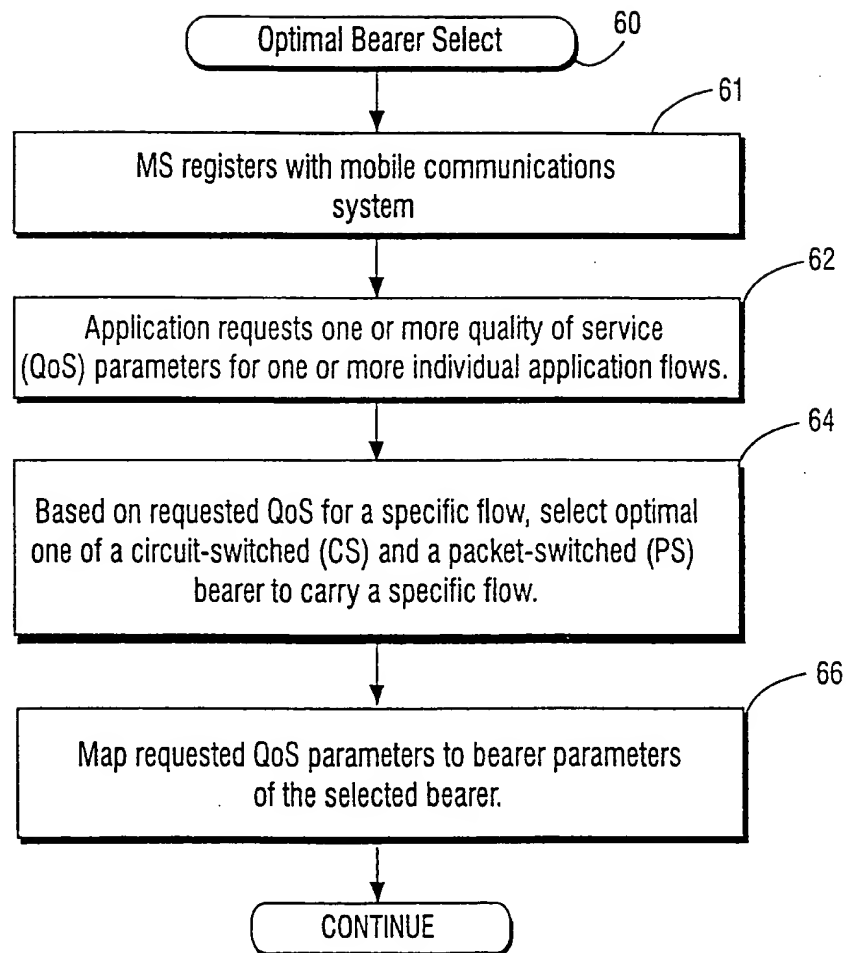 Optimal Bearer Select
60
61
MS registers with mobile communications
system
62
Application requests one or more quality of service
(QoS) parameters for one or more individual application flows.
64
Based on requested QoS for a specific flow, select optimal
one of a circuit-switched (CS) and a packet-switched (PS)
bearer to carry a specific flow.
66
Map requested QoS parameters to bearer parameters
of the selected bearer.
CONTINUE